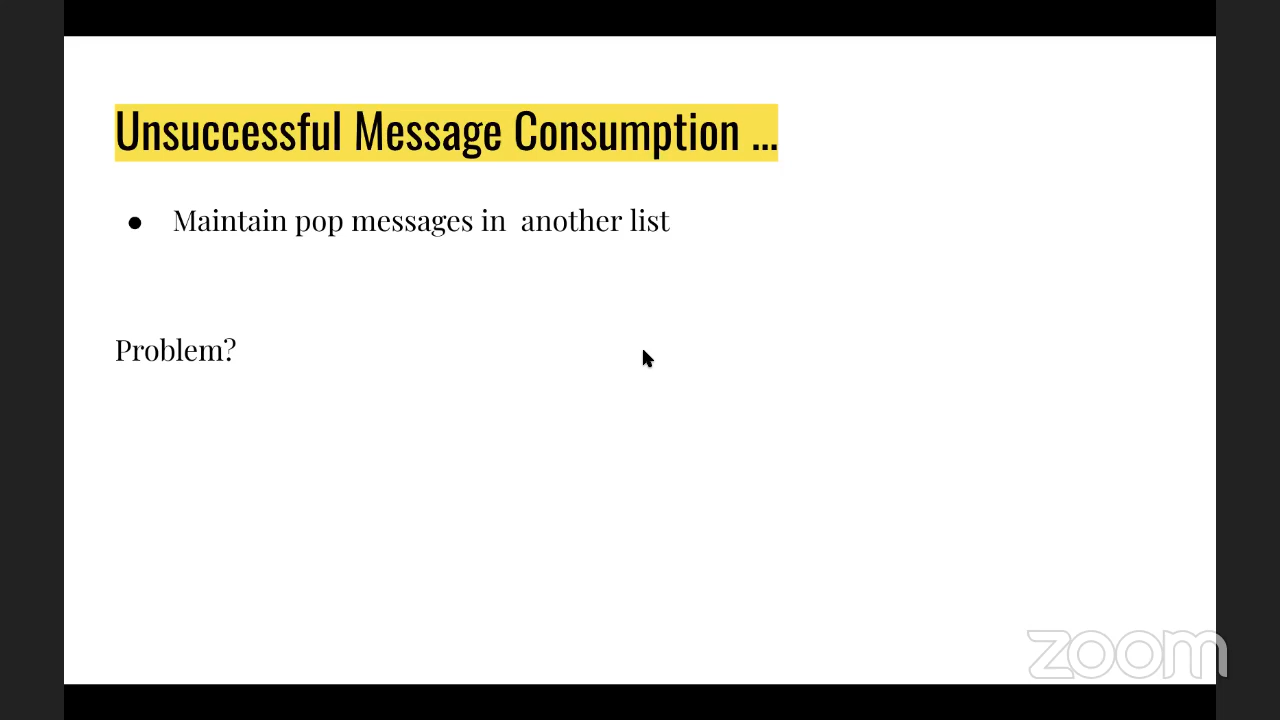 Unsuccessful Message Consumption ...
● Maintain pop messages in  another list
Problem?
zoom